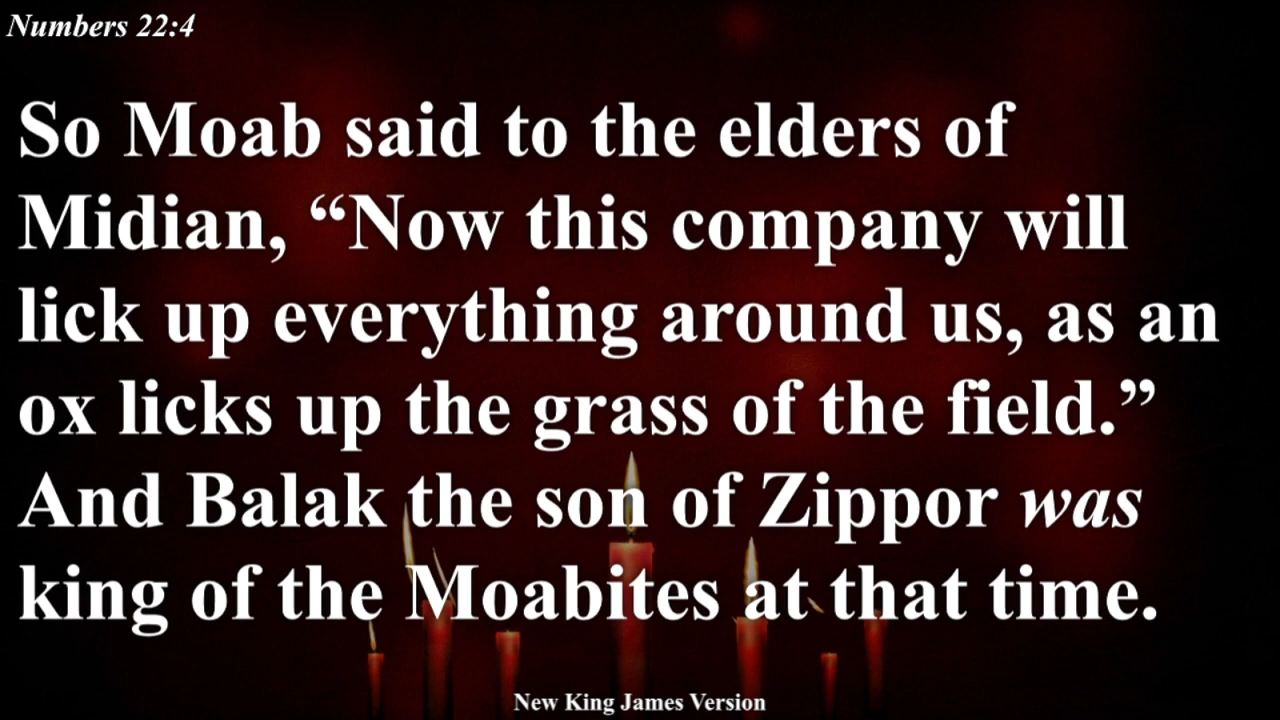 Numbers 22:4
So Moab said to the elders of
Midian, “Now this company will
lick up everything around us, as an
ox licks up the grass of the field.”
And Balak the son of Zippor was
king of the Moabites at that time.
New King James Version